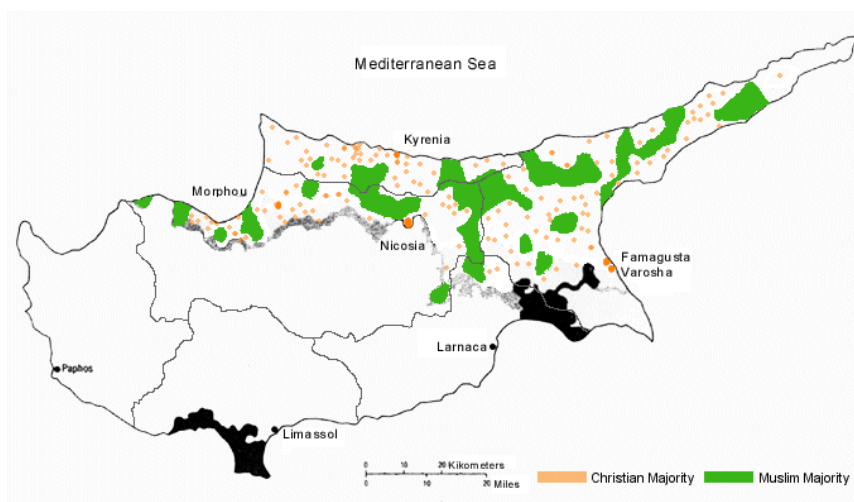 Mediterranean Sea
Kyrenia
Morphou
Nicosia
Famagusta
Varosha
Larnaca
Paphos
Limassol
0 10 20 Kikometers
0 10 20 Miles
Christian Majority
Muslim Majority